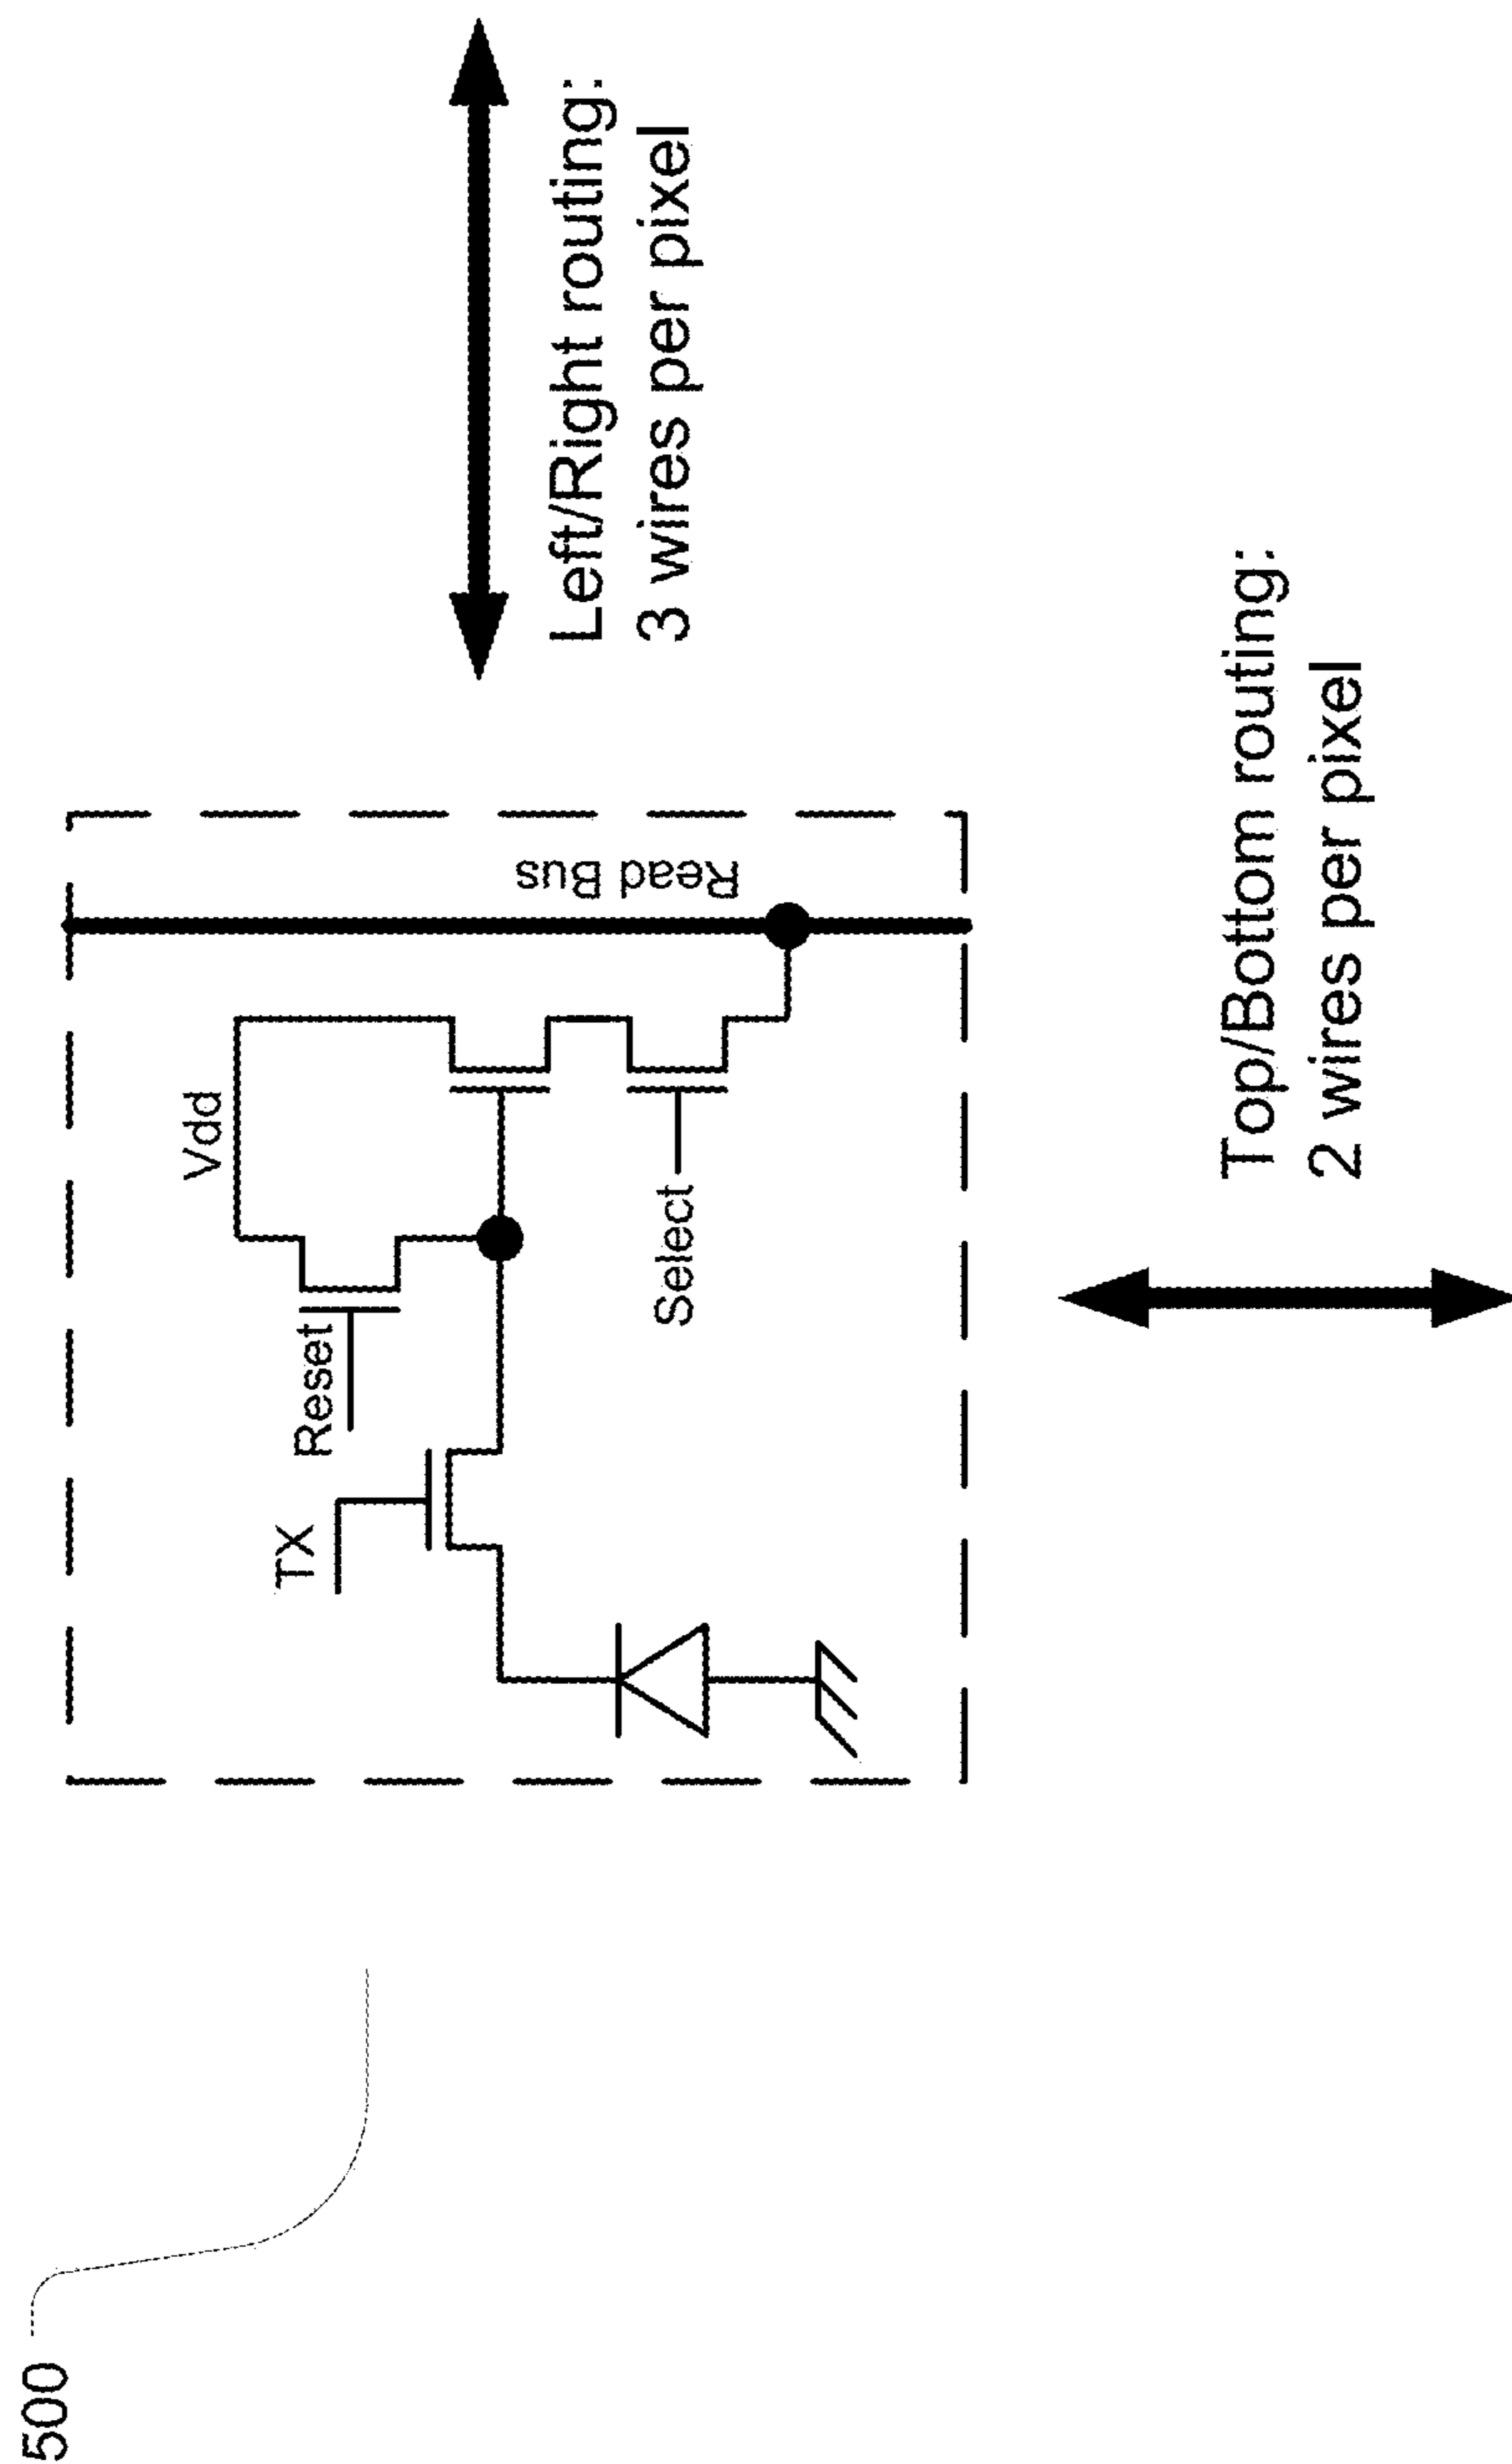 500
TX
Reset
Vdd
Select
Read Bus
Left/Right routing:
3 wires per pixel
Top/Bottom routing:
2 wires per pixel